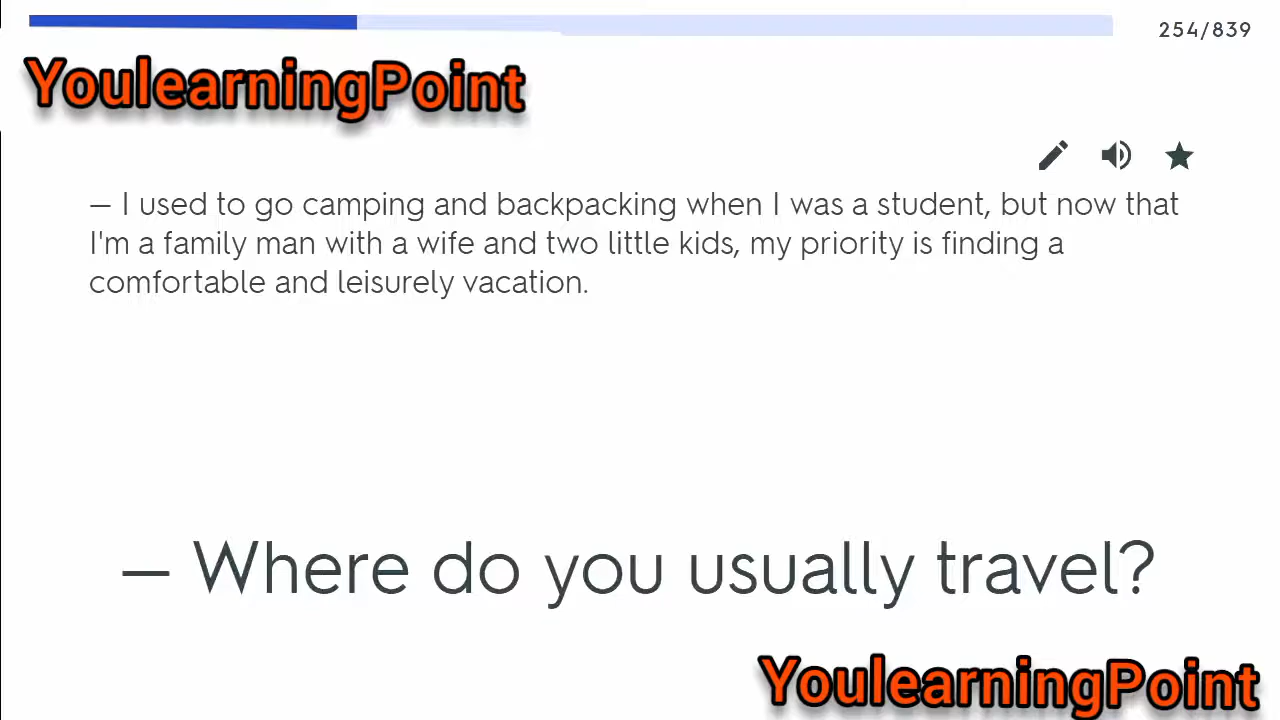 254/839
YoulearningPoint
– I used to go camping and backpacking when I was a student, but now that
I'm a family man with a wife and two little kids, my priority is finding a
comfortable and leisurely vacation.
– Where do you usually travel?
YoulearningPoint